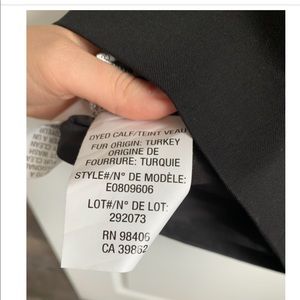 DYED CALF/TEINT VEAU
FUR ORIGIN: TURKEY
ORIGINE DE
FOURRURE: TURQUIE
STYLE#/N° DE MODÈLE:
E0809606
LOT#/N° DE LOT:
292073
RN 98406
CA 39862